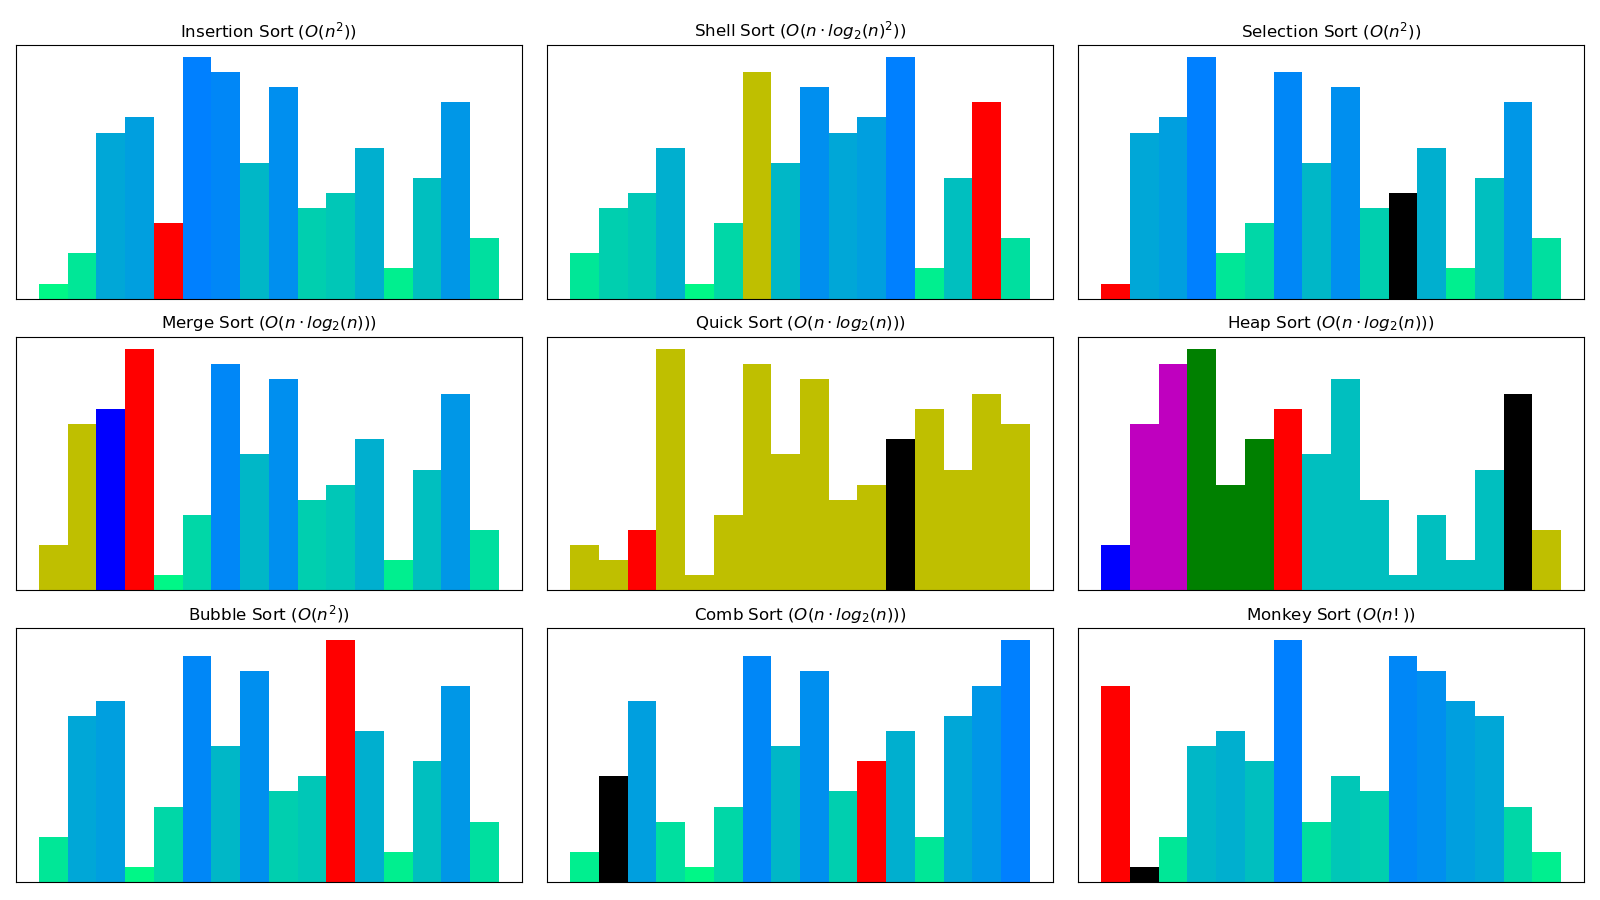 Insertion Sort (O(n²))
Shell Sort (O(n · log₂(n)²))
Selection Sort (O(n²))
Merge Sort (O(n · log₂(n)))
Quick Sort (O(n · log₂(n)))
Heap Sort (O(n · log₂(n)))
Bubble Sort (O(n²))
Comb Sort (O(n · log₂(n)))
Monkey Sort (O(n!))